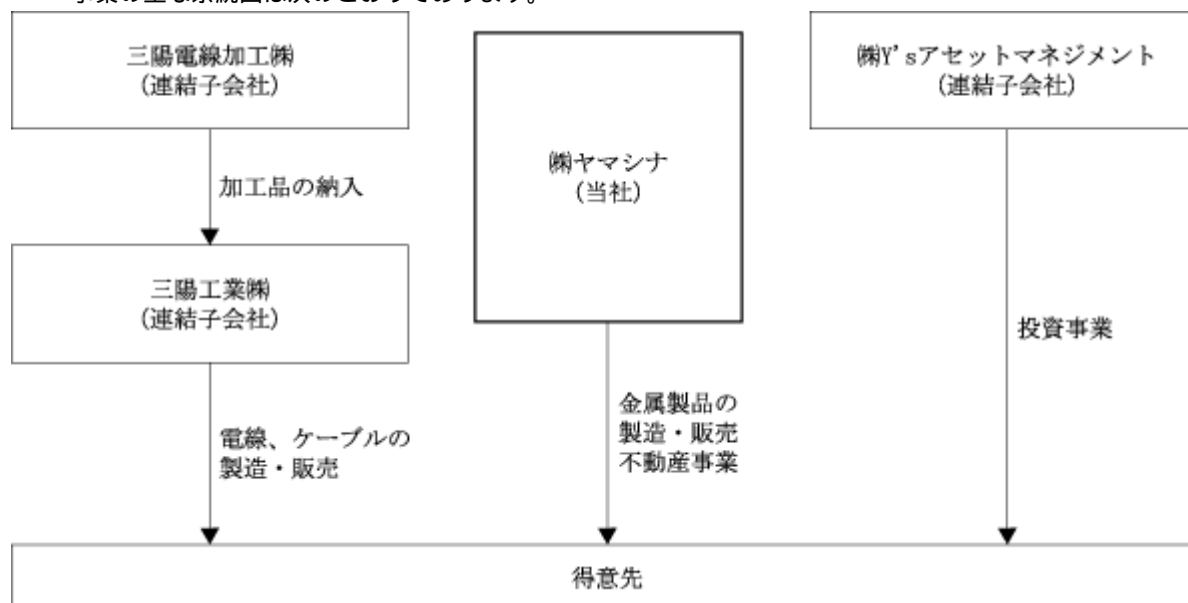 事業の主な系統図は次のとおりであります。
三陽電線加工㈱
(連結子会社)
㈱ヤマシナ
(当社)
㈱Y'sアセットマネジメント
(連結子会社)
加工品の納入
三陽工業㈱
(連結子会社)
投資事業
電線、ケーブルの
製造・販売
金属製品の
製造・販売
不動産事業
得意先